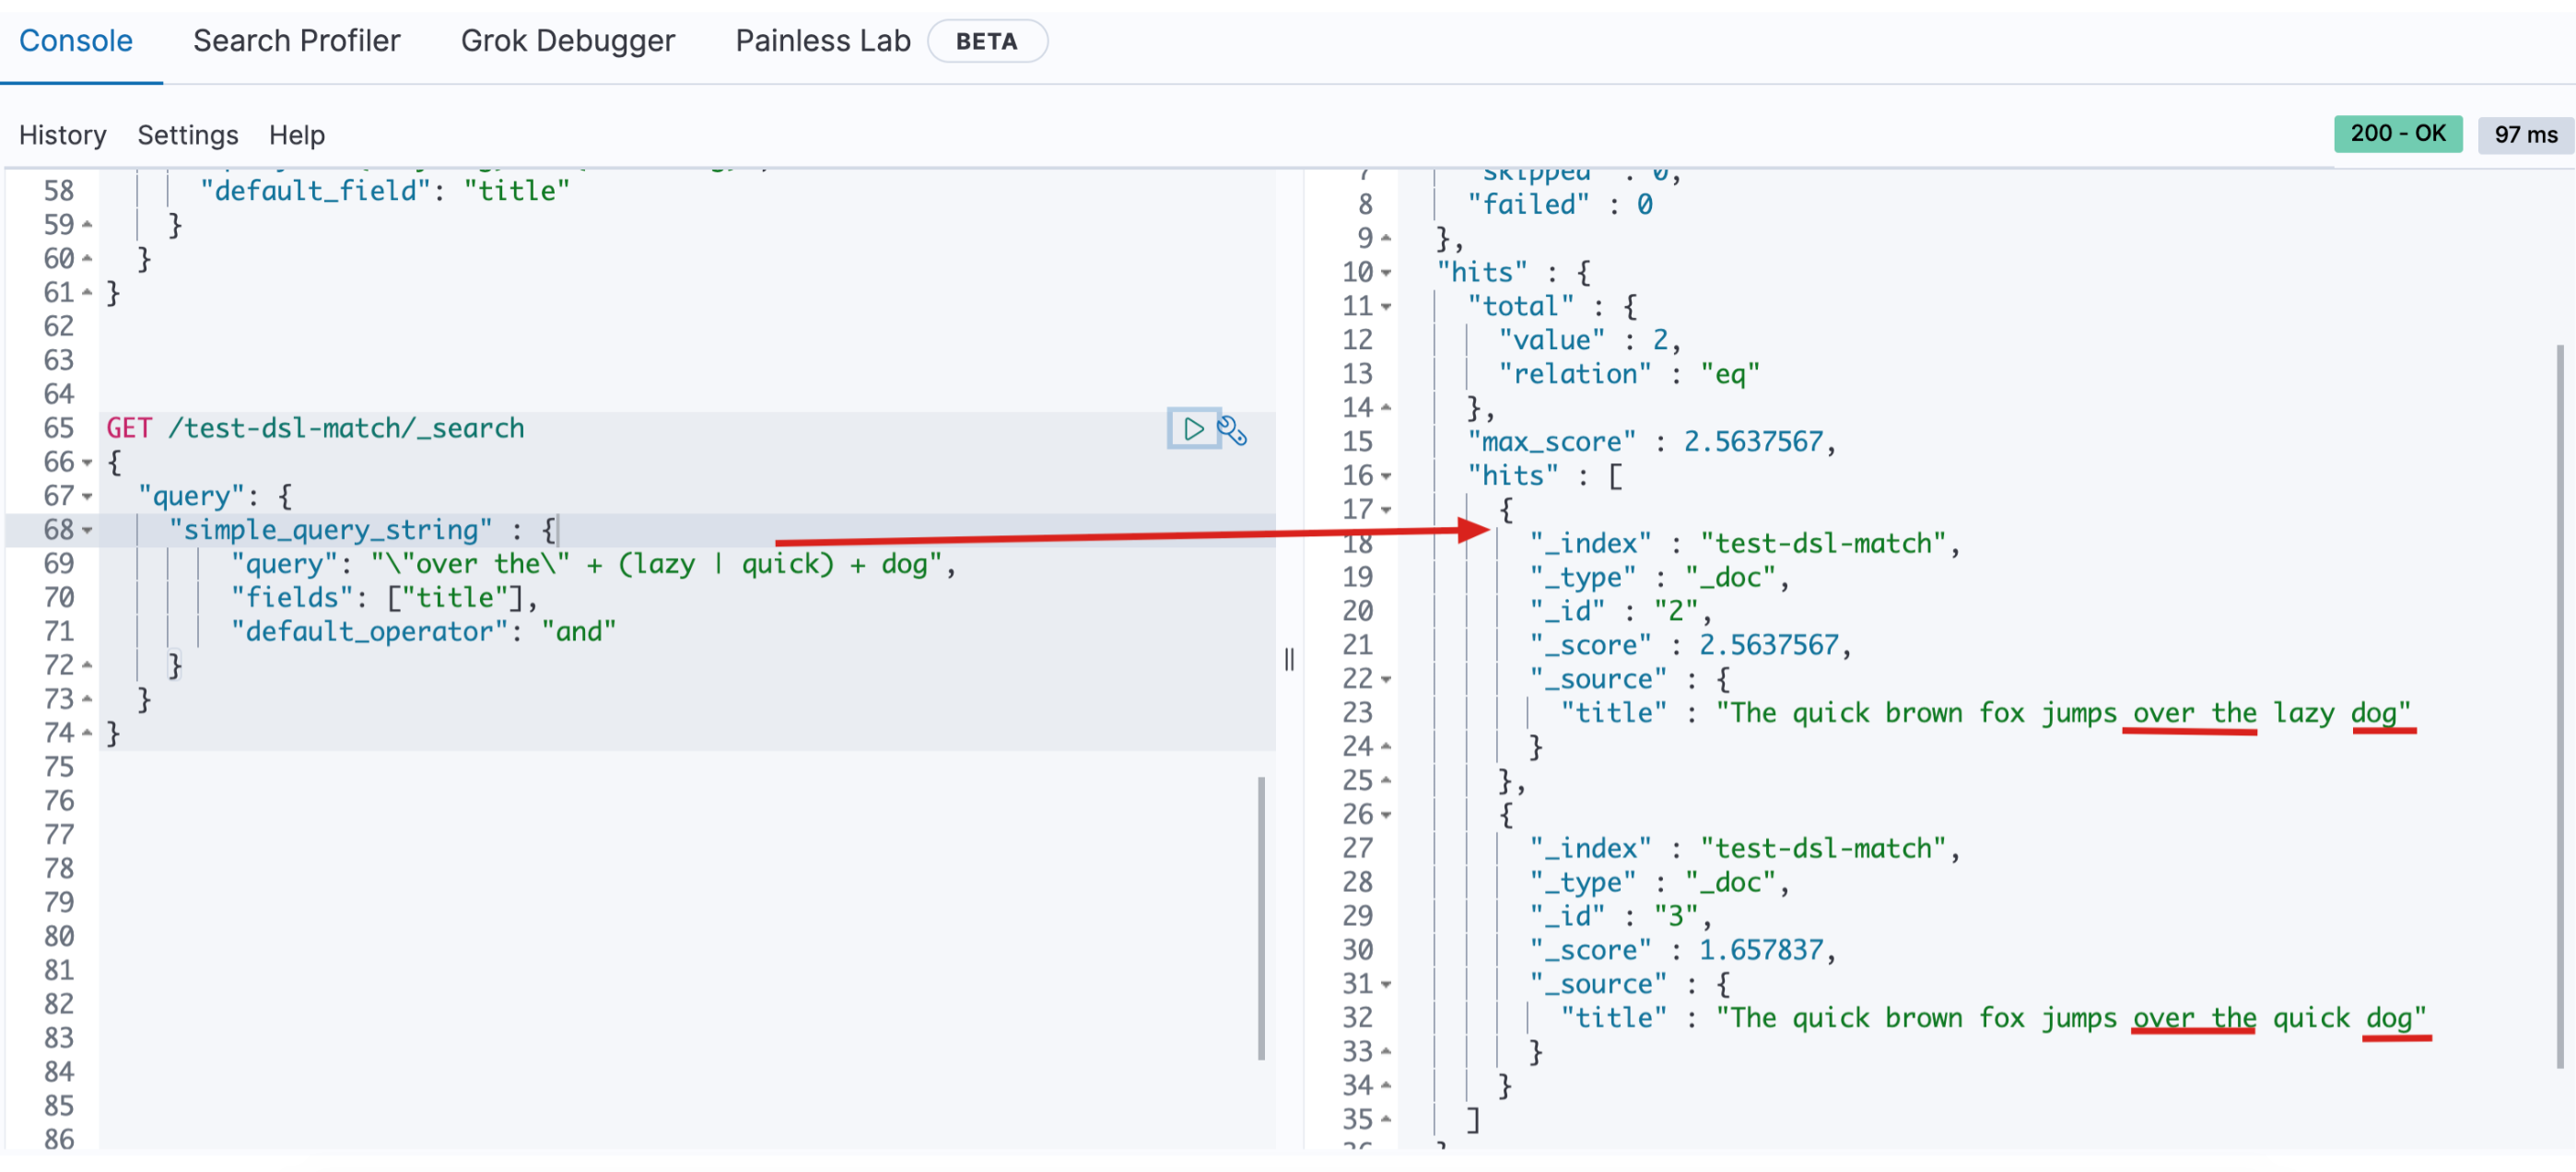 Console Search Profiler Grok Debugger Painless Lab BETA
History Settings Help
200 - OK 97 ms
58 "default_field": "title"
59 }
60 }
61 }
62
63
64
65 GET /test-dsl-match/_search
66 {
67 "query": {
68 "simple_query_string" : {
69 "query": "\"over the\" + (lazy | quick) + dog",
70 "fields": ["title"],
71 "default_operator": "and"
72 }
73 }
74 }
75
76
77
78
79
80
81
82
83
84
85
86
7 "skipped" : 0,
8 "failed" : 0
9 },
10 "hits" : {
11 "total" : {
12 "value" : 2,
13 "relation" : "eq"
14 },
15 "max_score" : 2.5637567,
16 "hits" : [
17 {
18 "_index" : "test-dsl-match",
19 "_type" : "_doc",
20 "_id" : "2",
21 "_score" : 2.5637567,
22 "_source" : {
23 "title" : "The quick brown fox jumps over the lazy dog"
24 }
25 },
26 {
27 "_index" : "test-dsl-match",
28 "_type" : "_doc",
29 "_id" : "3",
30 "_score" : 1.657837,
31 "_source" : {
32 "title" : "The quick brown fox jumps over the quick dog"
33 }
34 }
35 ]